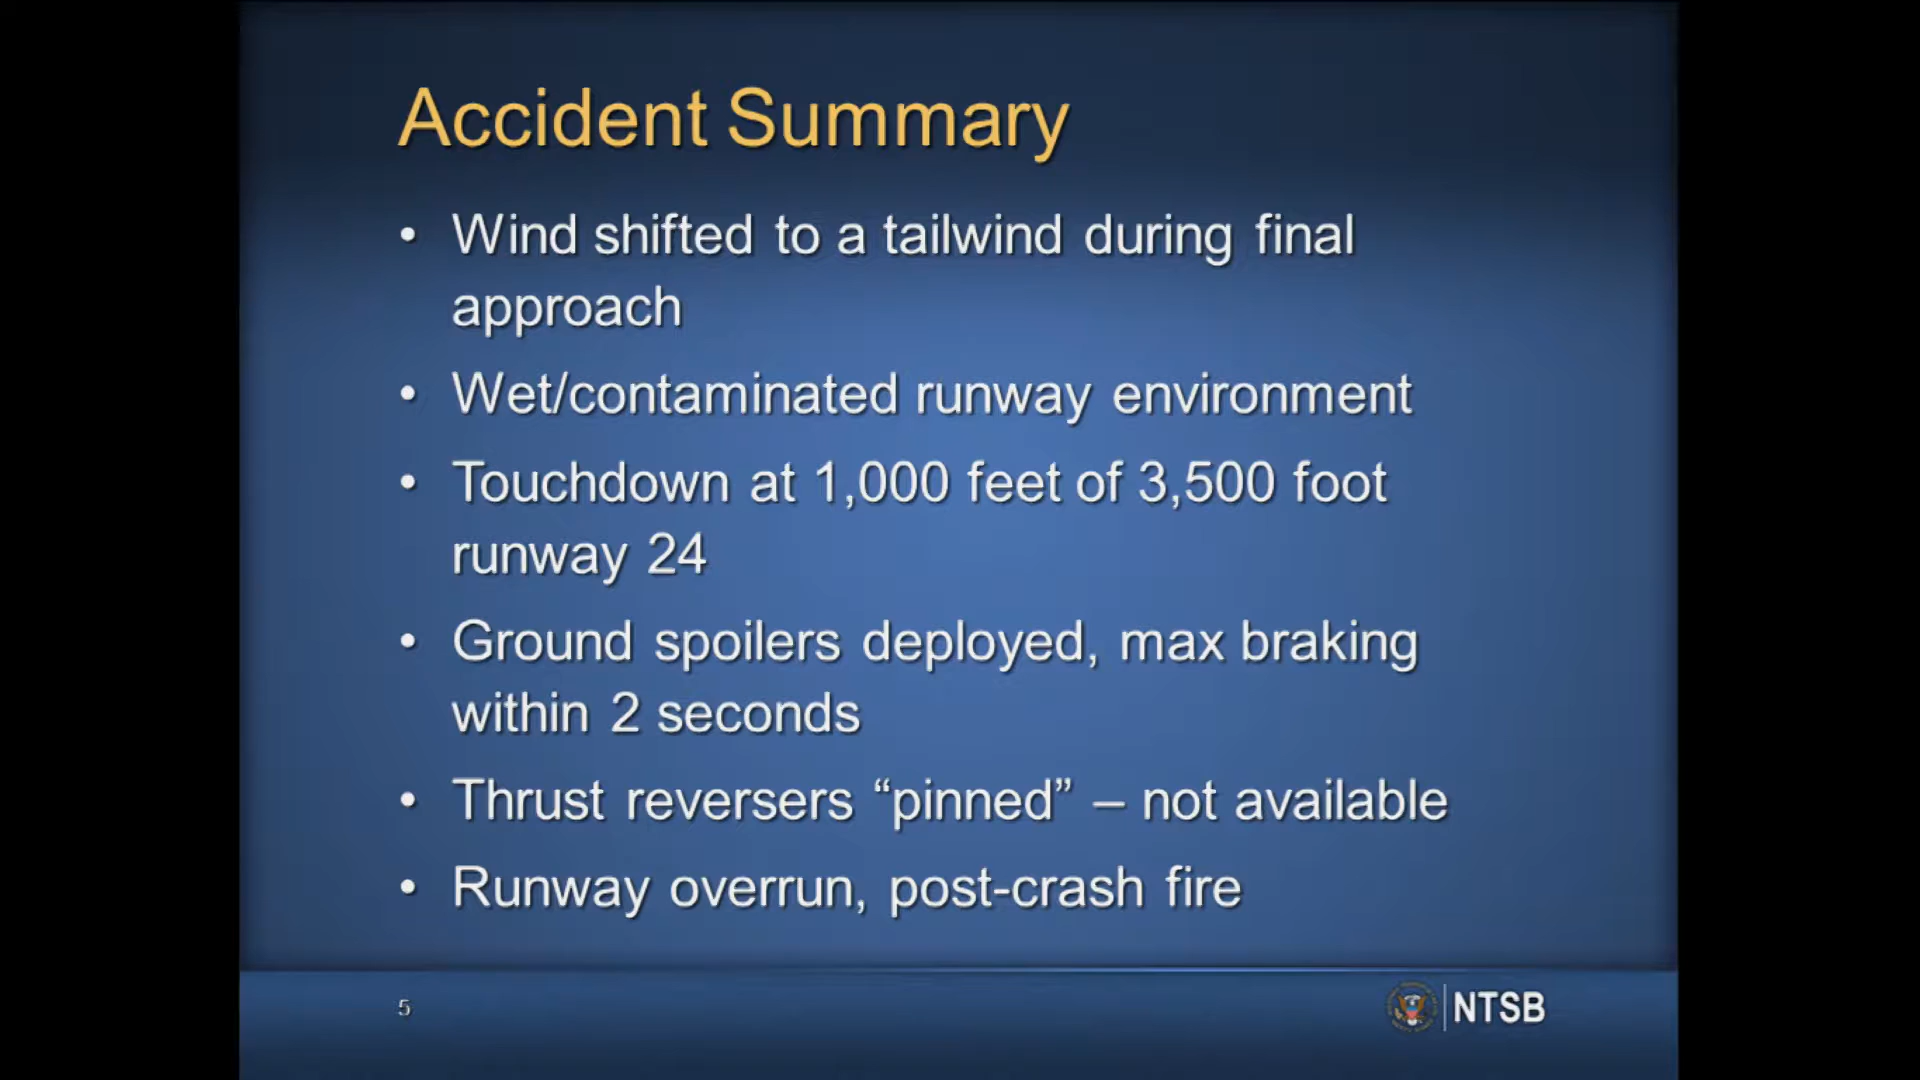 Accident Summary
• Wind shifted to a tailwind during final
approach
• Wet/contaminated runway environment
• Touchdown at 1,000 feet of 3,500 foot
runway 24
• Ground spoilers deployed, max braking
within 2 seconds
• Thrust reversers “pinned” – not available
• Runway overrun, post-crash fire
5
NTSB